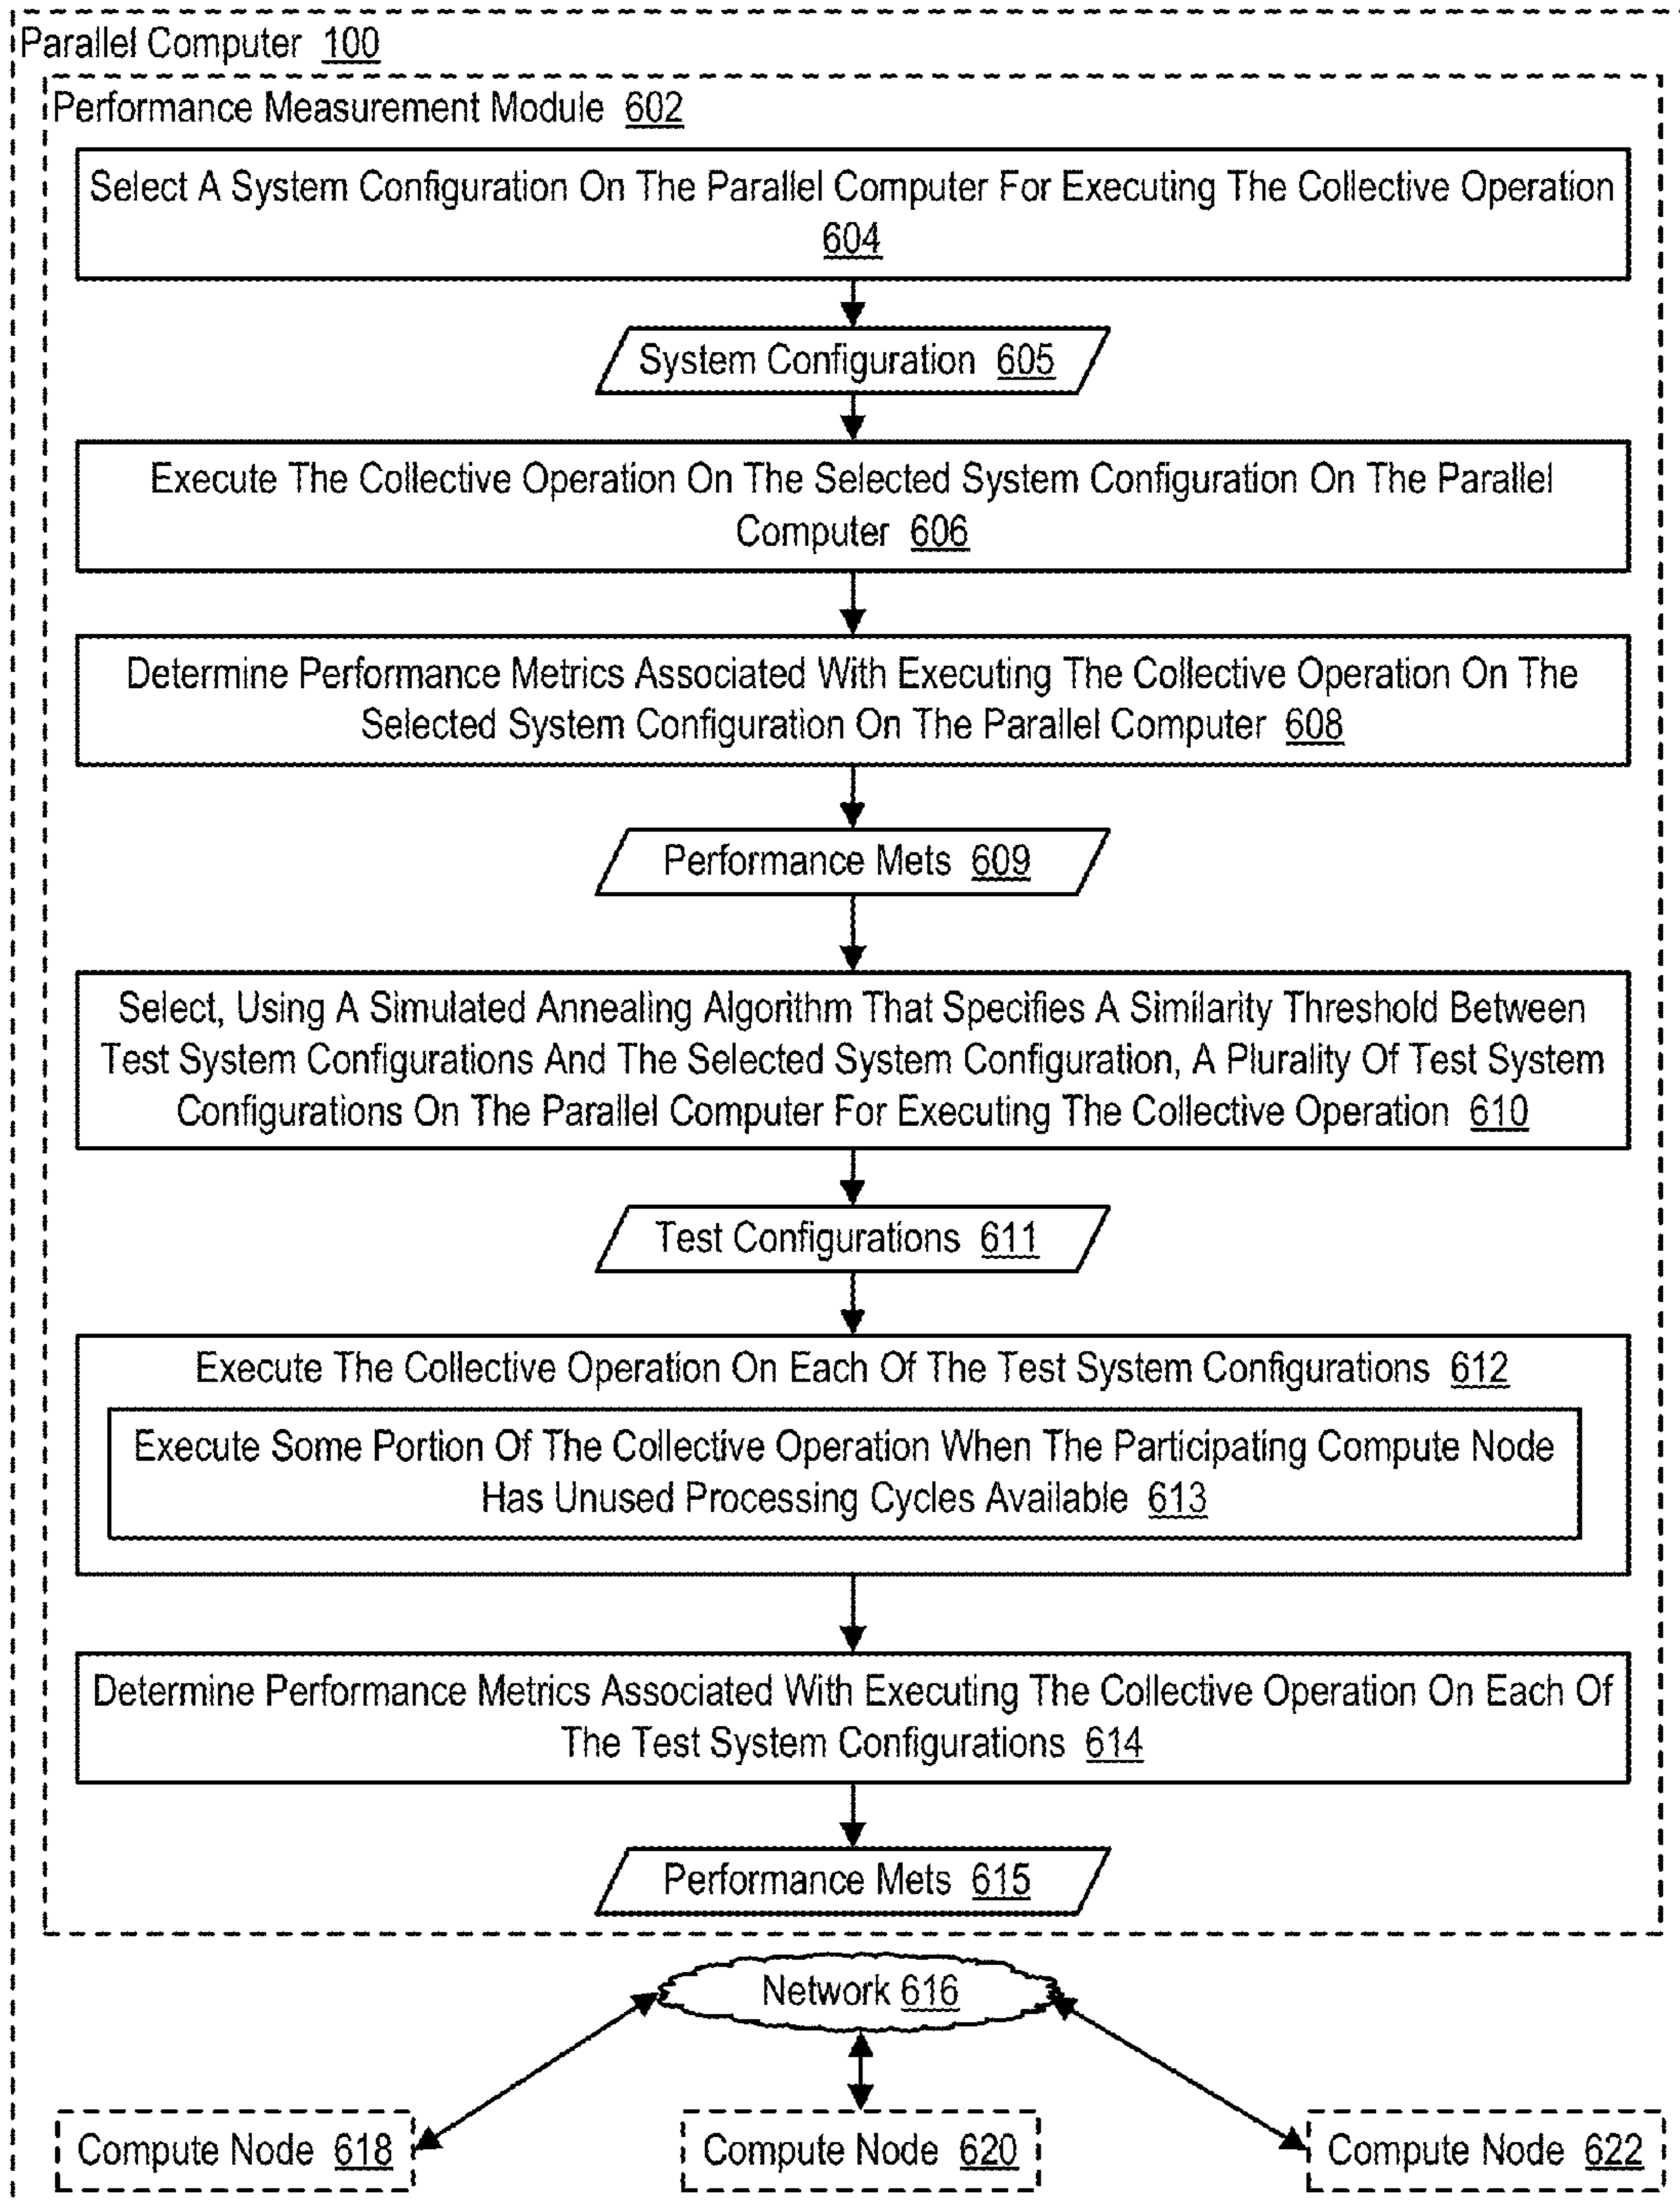 Parallel Computer 100
Performance Measurement Module 602
Select A System Configuration On The Parallel Computer For Executing The Collective Operation
604
System Configuration 605
Execute The Collective Operation On The Selected System Configuration On The Parallel
Computer 606
Determine Performance Metrics Associated With Executing The Collective Operation On The
Selected System Configuration On The Parallel Computer 608
Performance Mets 609
Select, Using A Simulated Annealing Algorithm That Specifies A Similarity Threshold Between
Test System Configurations And The Selected System Configuration, A Plurality Of Test System
Configurations On The Parallel Computer For Executing The Collective Operation 610
Test Configurations 611
Execute The Collective Operation On Each Of The Test System Configurations 612
Execute Some Portion Of The Collective Operation When The Participating Compute Node
Has Unused Processing Cycles Available 613
Determine Performance Metrics Associated With Executing The Collective Operation On Each Of
The Test System Configurations 614
Performance Mets 615
Network 616
Compute Node 618
Compute Node 620
Compute Node 622